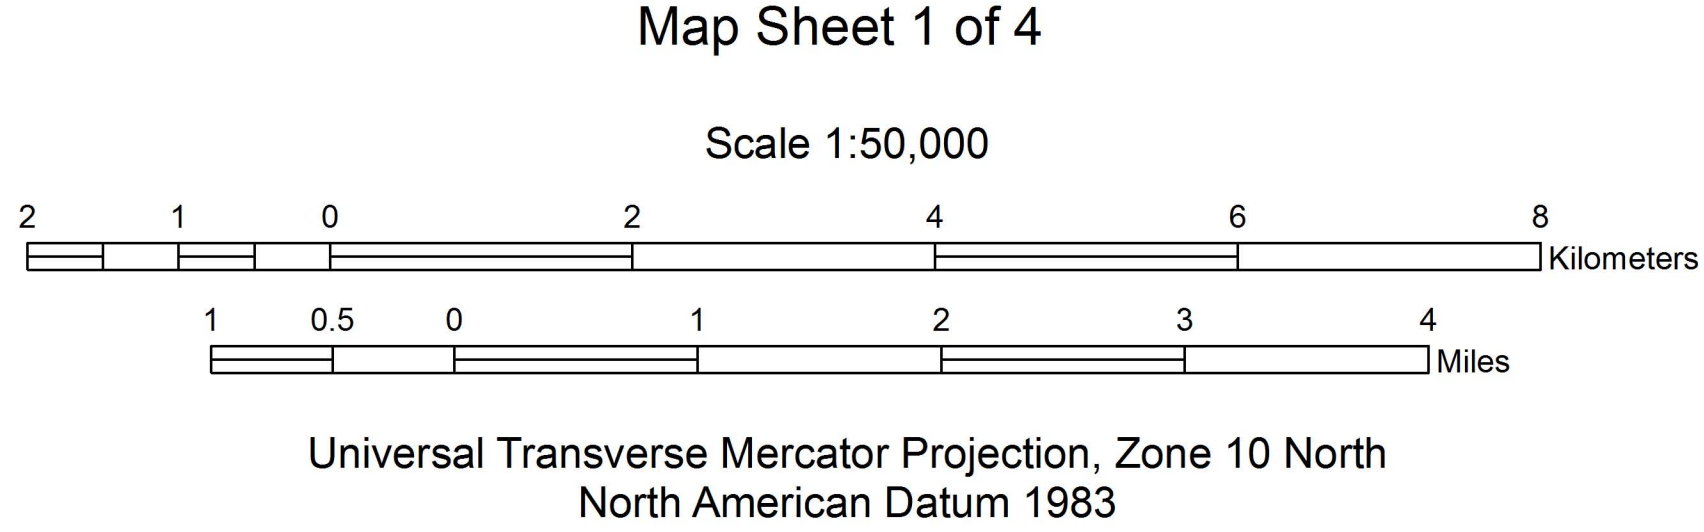 Map Sheet 1 of 4
Scale 1:50,000
2 1 0 2 4 6 8
Kilometers
1 0.5 0 1 2 3 4
Miles
Universal Transverse Mercator Projection, Zone 10 North
North American Datum 1983